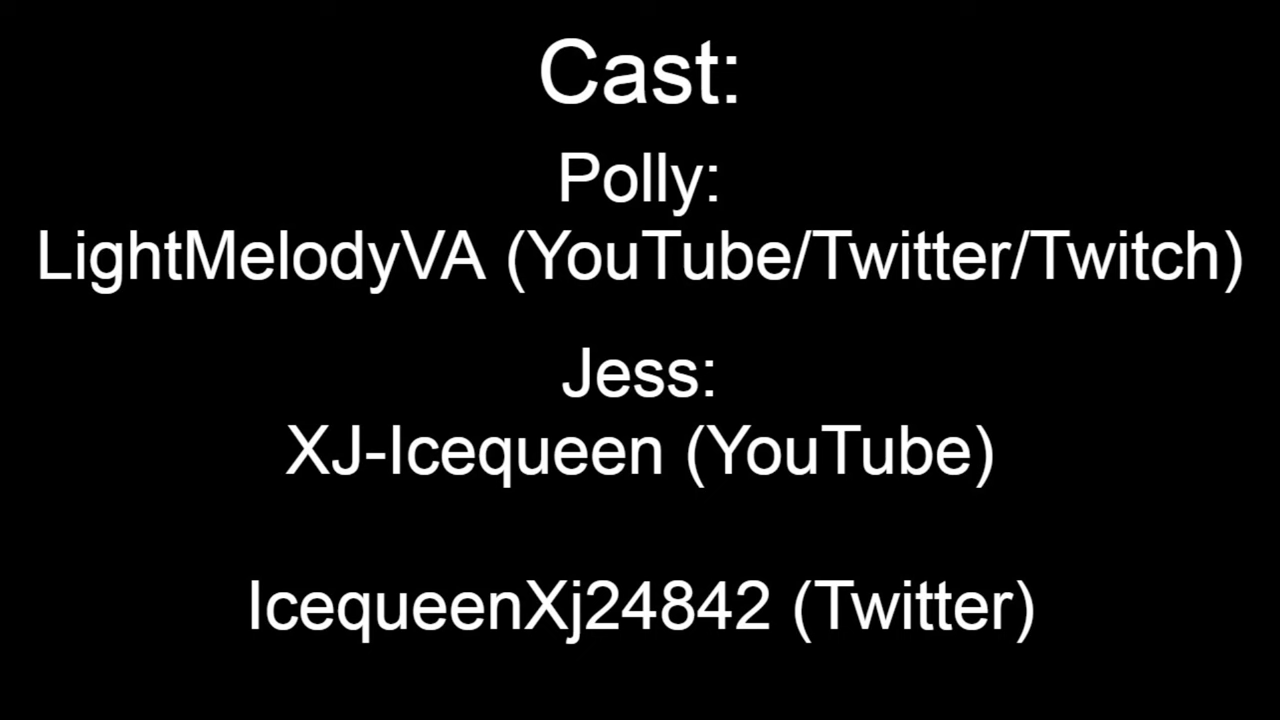 Cast:
Polly:
LightMelodyVA (YouTube/Twitter/Twitch)
Jess:
XJ-Icequeen (YouTube)
IcequeenXj24842 (Twitter)